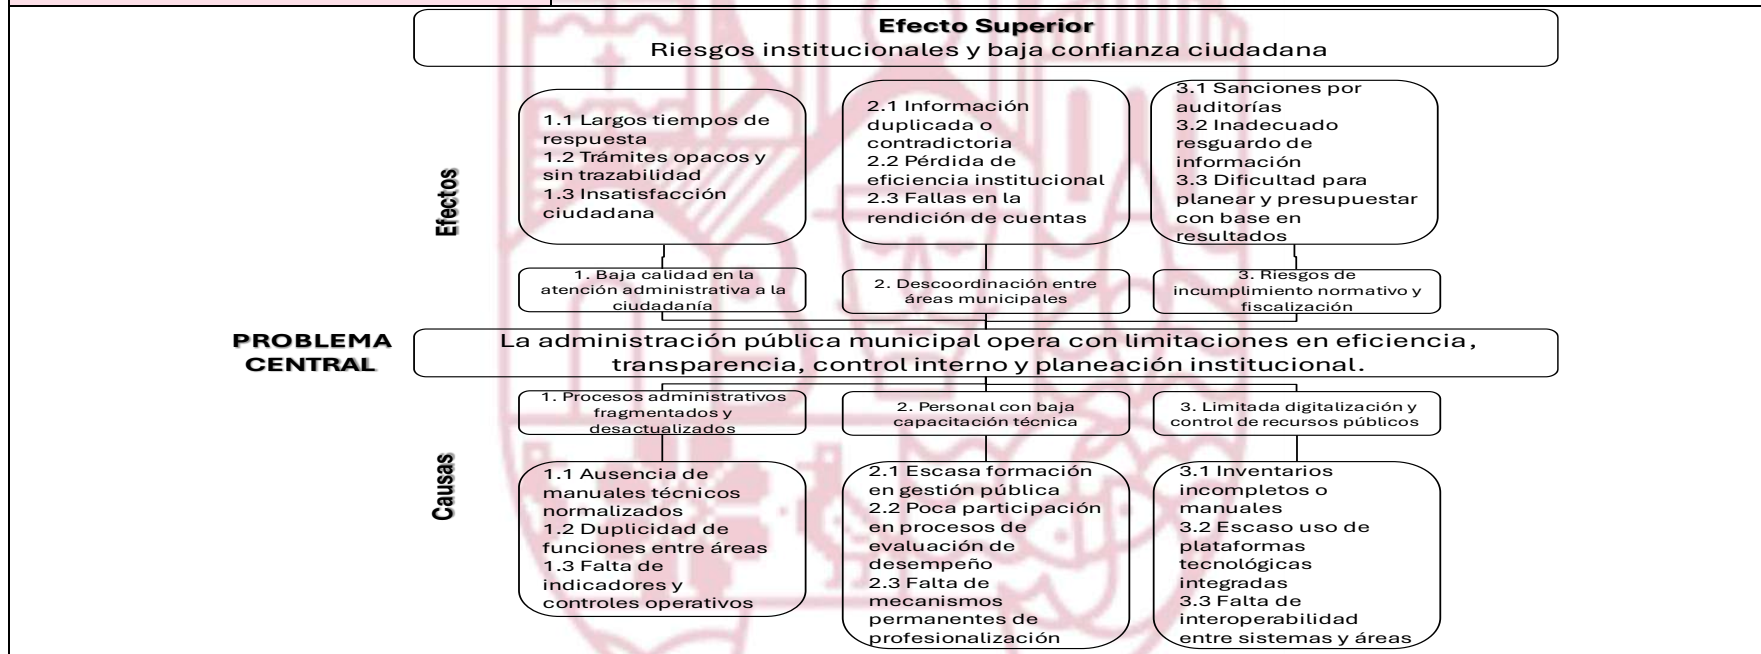 Efecto Superior
Riesgos institucionales y baja confianza ciudadana
Efectos
1.1 Largos tiempos de
respuesta
1.2 Trámites opacos y
sin trazabilidad
1.3 Insatisfacción
ciudadana
2.1 Información
duplicada o
contradictoria
2.2 Pérdida de
eficiencia institucional
2.3 Fallas en la
rendición de cuentas
3.1 Sanciones por
auditorías
3.2 Inadecuado
resguardo de
información
3.3 Dificultad para
planear y presupuestar
con base en
resultados
1. Baja calidad en la
atención administrativa a la
ciudadanía
2. Descoordinación entre
áreas municipales
3. Riesgos de
incumplimiento normativo y
fiscalización
PROBLEMA
CENTRAL
La administración pública municipal opera con limitaciones en eficiencia,
transparencia, control interno y planeación institucional.
Causas
1. Procesos administrativos
fragmentados y
desactualizados
2. Personal con baja
capacitación técnica
3. Limitada digitalización y
control de recursos públicos
1.1 Ausencia de
manuales técnicos
normalizados
1.2 Duplicidad de
funciones entre áreas
1.3 Falta de
indicadores y
controles operativos
2.1 Escasa formación
en gestión pública
2.2 Poca participación
en procesos de
evaluación de
desempeño
2.3 Falta de
mecanismos
permanentes de
profesionalización
3.1 Inventarios
incompletos o
manuales
3.2 Escaso uso de
plataformas
tecnológicas
integradas
3.3 Falta de
interoperabilidad
entre sistemas y áreas